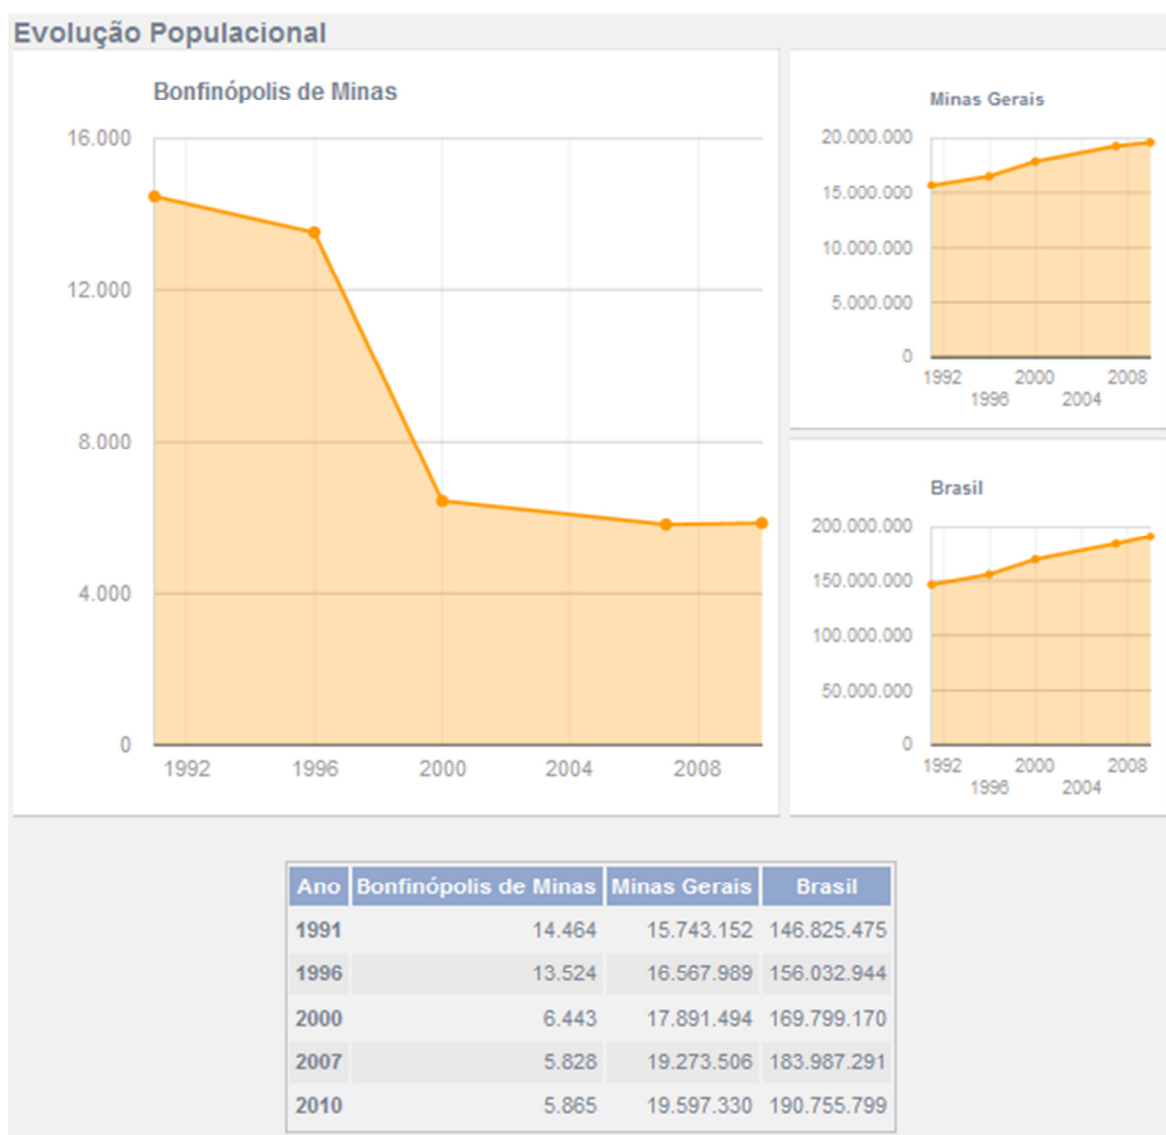 Evolução Populacional
Bonfinópolis de Minas
16.000
12.000
8.000
4.000
0
1992 1996 2000 2004 2008
Minas Gerais
20.000.000
15.000.000
10.000.000
5.000.000
0
1992 2000 2008
1996 2004
Brasil
200.000.000
150.000.000
100.000.000
50.000.000
0
1992 2000 2008
1996 2004
Ano Bonfinópolis de Minas Minas Gerais Brasil
1991 14.464 15.743.152 146.825.475
1996 13.524 16.567.989 156.032.944
2000 6.443 17.891.494 169.799.170
2007 5.828 19.273.506 183.987.291
2010 5.865 19.597.330 190.755.799